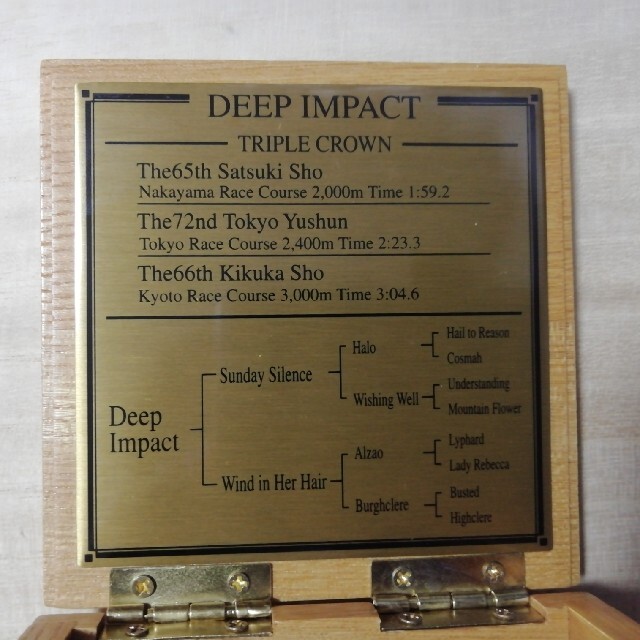 DEEP IMPACT
TRIPLE CROWN
The65th Satsuki Sho
Nakayama Race Course 2,000m Time 1:59.2
The72nd Tokyo Yushun
Tokyo Race Course 2,400m Time 2:23.3
The66th Kikuka Sho
Kyoto Race Course 3,000m Time 3:04.6
Deep
Impact
Sunday Silence
Halo
Hail to Reason
Cosmah
Wishing Well
Understanding
Mountain Flower
Wind in Her Hair
Alzao
Lyphard
Lady Rebecca
Burghclere
Busted
Highclere